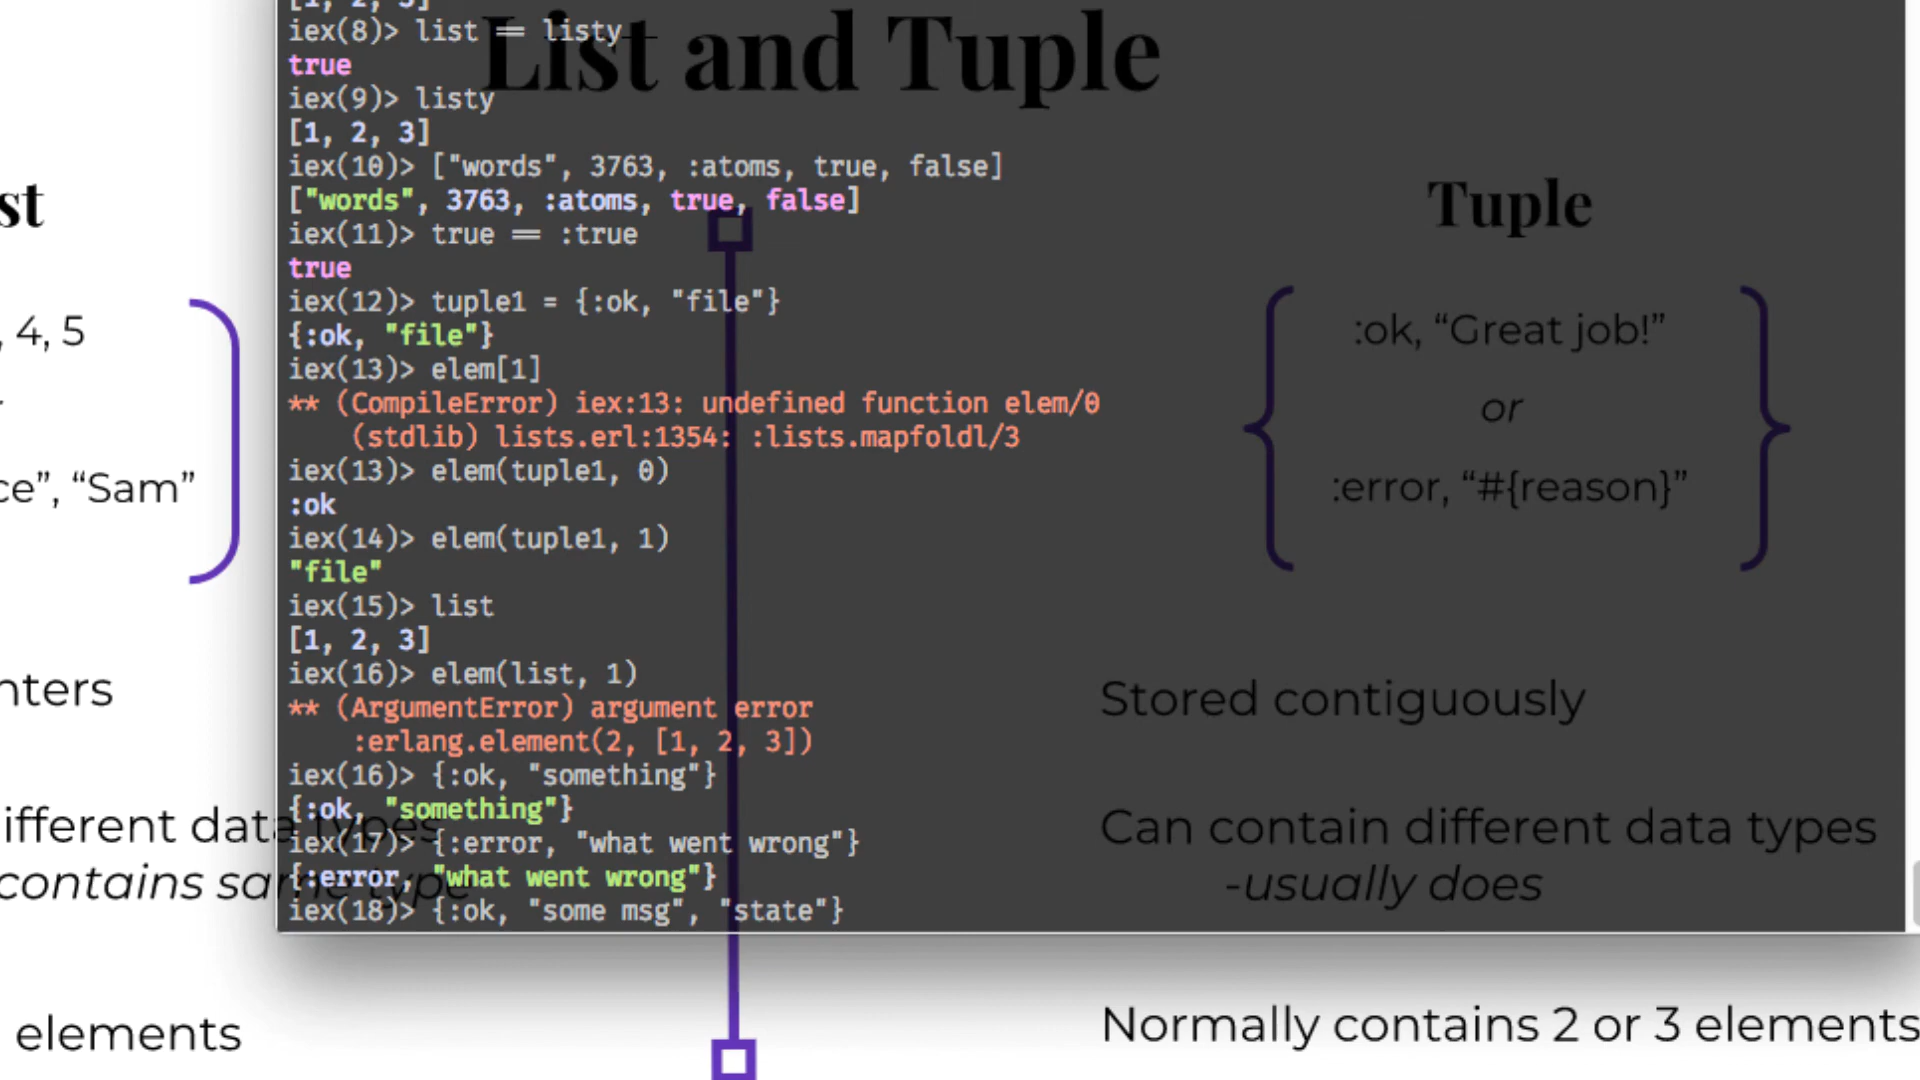 [1, 2, 3]
iex(8)> list == listy
true
iex(9)> listy
[1, 2, 3]
iex(10)> ["words", 3763, :atoms, true, false]
["words", 3763, :atoms, true, false]
iex(11)> true == :true
true
iex(12)> tuple1 = {:ok, "file"}
{:ok, "file"}
iex(13)> elem[1]
** (CompileError) iex:13: undefined function elem/0
    (stdlib) lists.erl:1354: :lists.mapfoldl/3
iex(13)> elem(tuple1, 0)
:ok
iex(14)> elem(tuple1, 1)
"file"
iex(15)> list
[1, 2, 3]
iex(16)> elem(list, 1)
** (ArgumentError) argument error
    :erlang.element(2, [1, 2, 3])
iex(16)> {:ok, "something"}
{:ok, "something"}
iex(17)> {:error, "what went wrong"}
{:error, "what went wrong"}
iex(18)> {:ok, "some msg", "state"}
List and Tuple
st
, 4, 5
ce”, “Sam”
nters
ifferent data types
contains same type
elements
Tuple
:ok, “Great job!”
or
:error, “#{reason}”
Stored contiguously
Can contain different data types
-usually does
Normally contains 2 or 3 elements